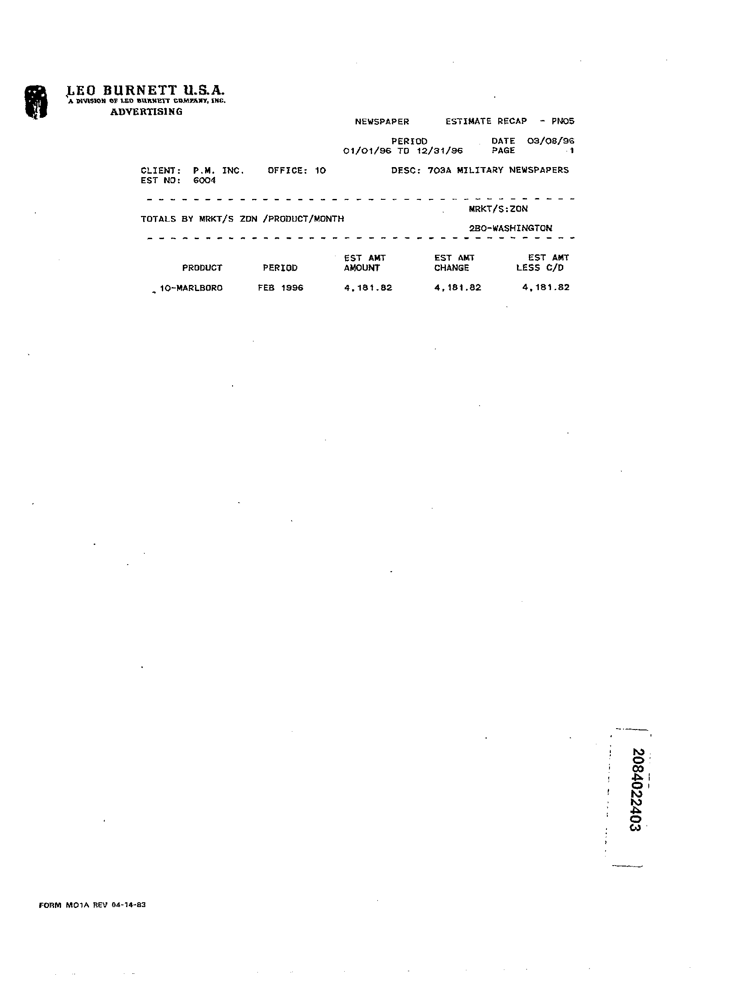 LEO BURNETT U.S.A.
A DIVISION OF LEO BURNETT COMPANY, INC.
ADVERTISING
NEWSPAPER ESTIMATE RECAP - PN05
PERIOD DATE 03/08/96
01/01/96 TO 12/31/96 PAGE 1
CLIENT: P.M. INC. OFFICE: 10 DESC: 703A MILITARY NEWSPAPERS
EST NO: 6004
MRKT/S:ZON
TOTALS BY MRKT/S ZON /PRODUCT/MONTH
2BO-WASHINGTON
EST AMT EST AMT EST AMT
PRODUCT PERIOD AMOUNT CHANGE LESS C/D
10-MARLBORO FEB 1996 4,181.82 4,181.82 4,181.82
2084022403
FORM MO1A REV 04-14-83